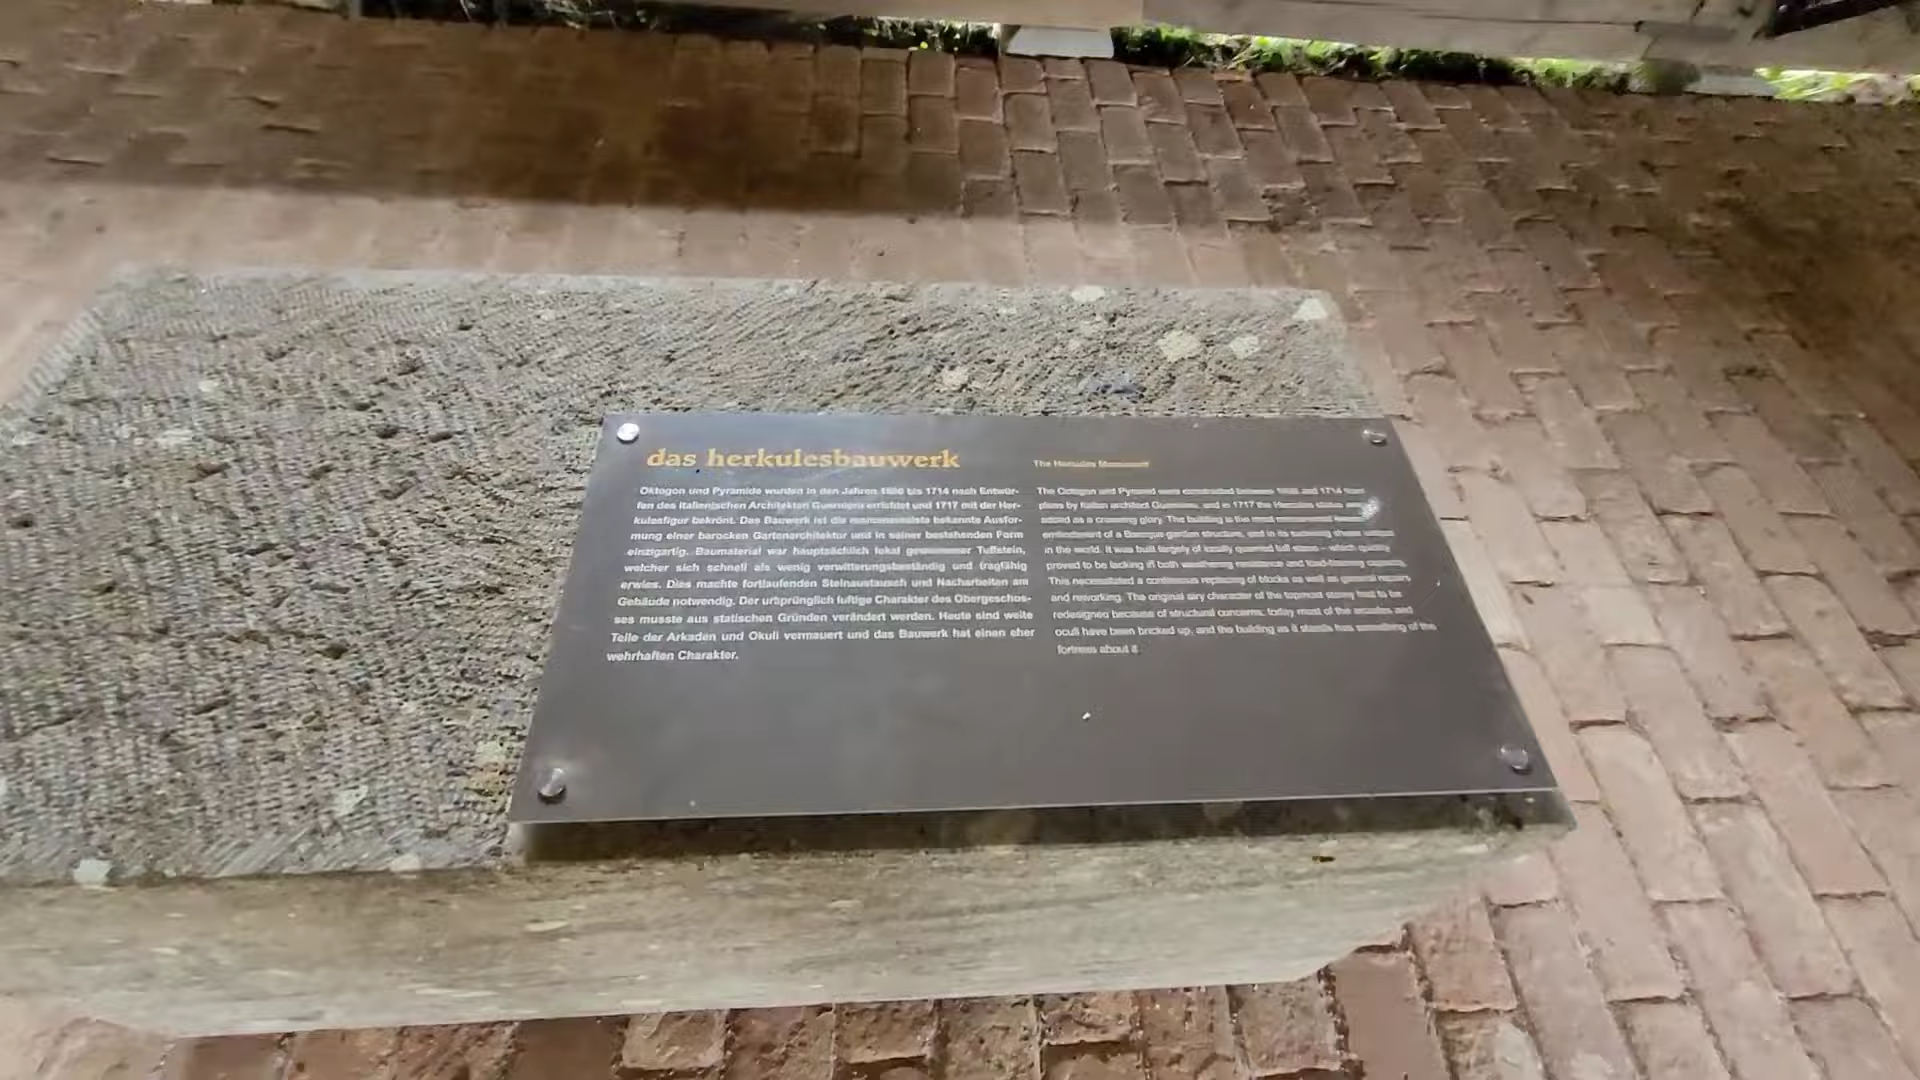 das herkulesbauwerk
Oktogon und Pyramide wurden in den Jahren bis 1714 nach Entwür-
fen des italienischen Architekten Guerniero errichtet und 1717 mit der Her-
kulesfigur bekrönt. Das Bauwerk ist die monumentalste bekannte Ausfor-
mung einer barocken Gartenarchitektur und in seiner bestehenden Form
einzigartig. Baumaterial war hauptsächlich lokal gewonnener Tuffstein,
welcher sich schnell als wenig verwitterungsbeständig und tragfähig
erwies. Dies machte fortlaufenden Steinaustausch und Nacharbeiten am
Gebäude notwendig. Der ursprünglich luftige Charakter des Obergeschos-
ses musste aus statischen Gründen verändert werden. Heute sind weite
Teile der Arkaden und Okuli vermauert und das Bauwerk hat einen eher
wehrhaften Charakter.
The Hercules Monument
The Octogon and Pyramid were constructed between and 1714 from
plans by Italian architect Guerniero, and in 1717 the Hercules statue was
added as a crowning glory. The building is the most monumental known
embodiment of a Baroque garden structure, and in its existing
in the world. It was built largely of locally quarried tuff stone – which quickly
proved to be lacking in both weathering resistance and load-bearing capacity.
This necessitated a continuous replacing of blocks as well as general repairs
and reworking. The original airy character of the topmost storey had to be
redesigned because of structural concerns; today most of the arcades and
oculi have been bricked up, and the building as it stands has something of the
fortress about it